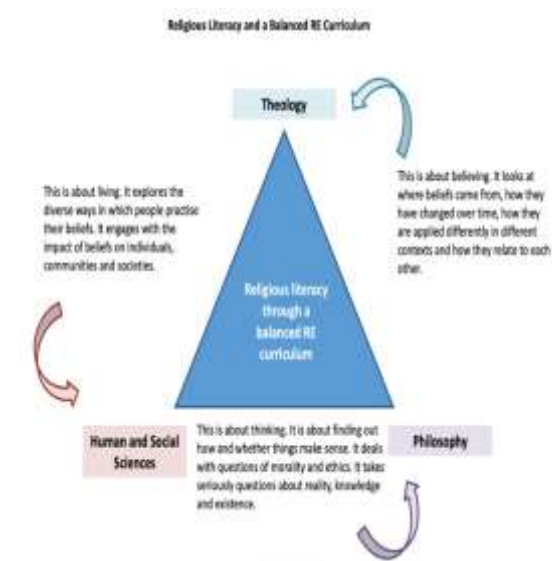 Religious Literacy and a Balanced RE Curriculum
Theology
This is about believing. It looks at
where beliefs came from, how they
have changed over time, how they
are applied differently in different
contexts and how they relate to each
other.
This is about living. It explores the
diverse ways in which people practise
their beliefs. It engages with the
impact of beliefs on individuals,
communities and societies.
Religious literacy
through a
balanced RE
curriculum
Human and Social
Sciences
This is about thinking. It is about finding out
how and whether things make sense. It deals
with questions of morality and ethics. It takes
seriously questions about reality, knowledge
and existence.
Philosophy